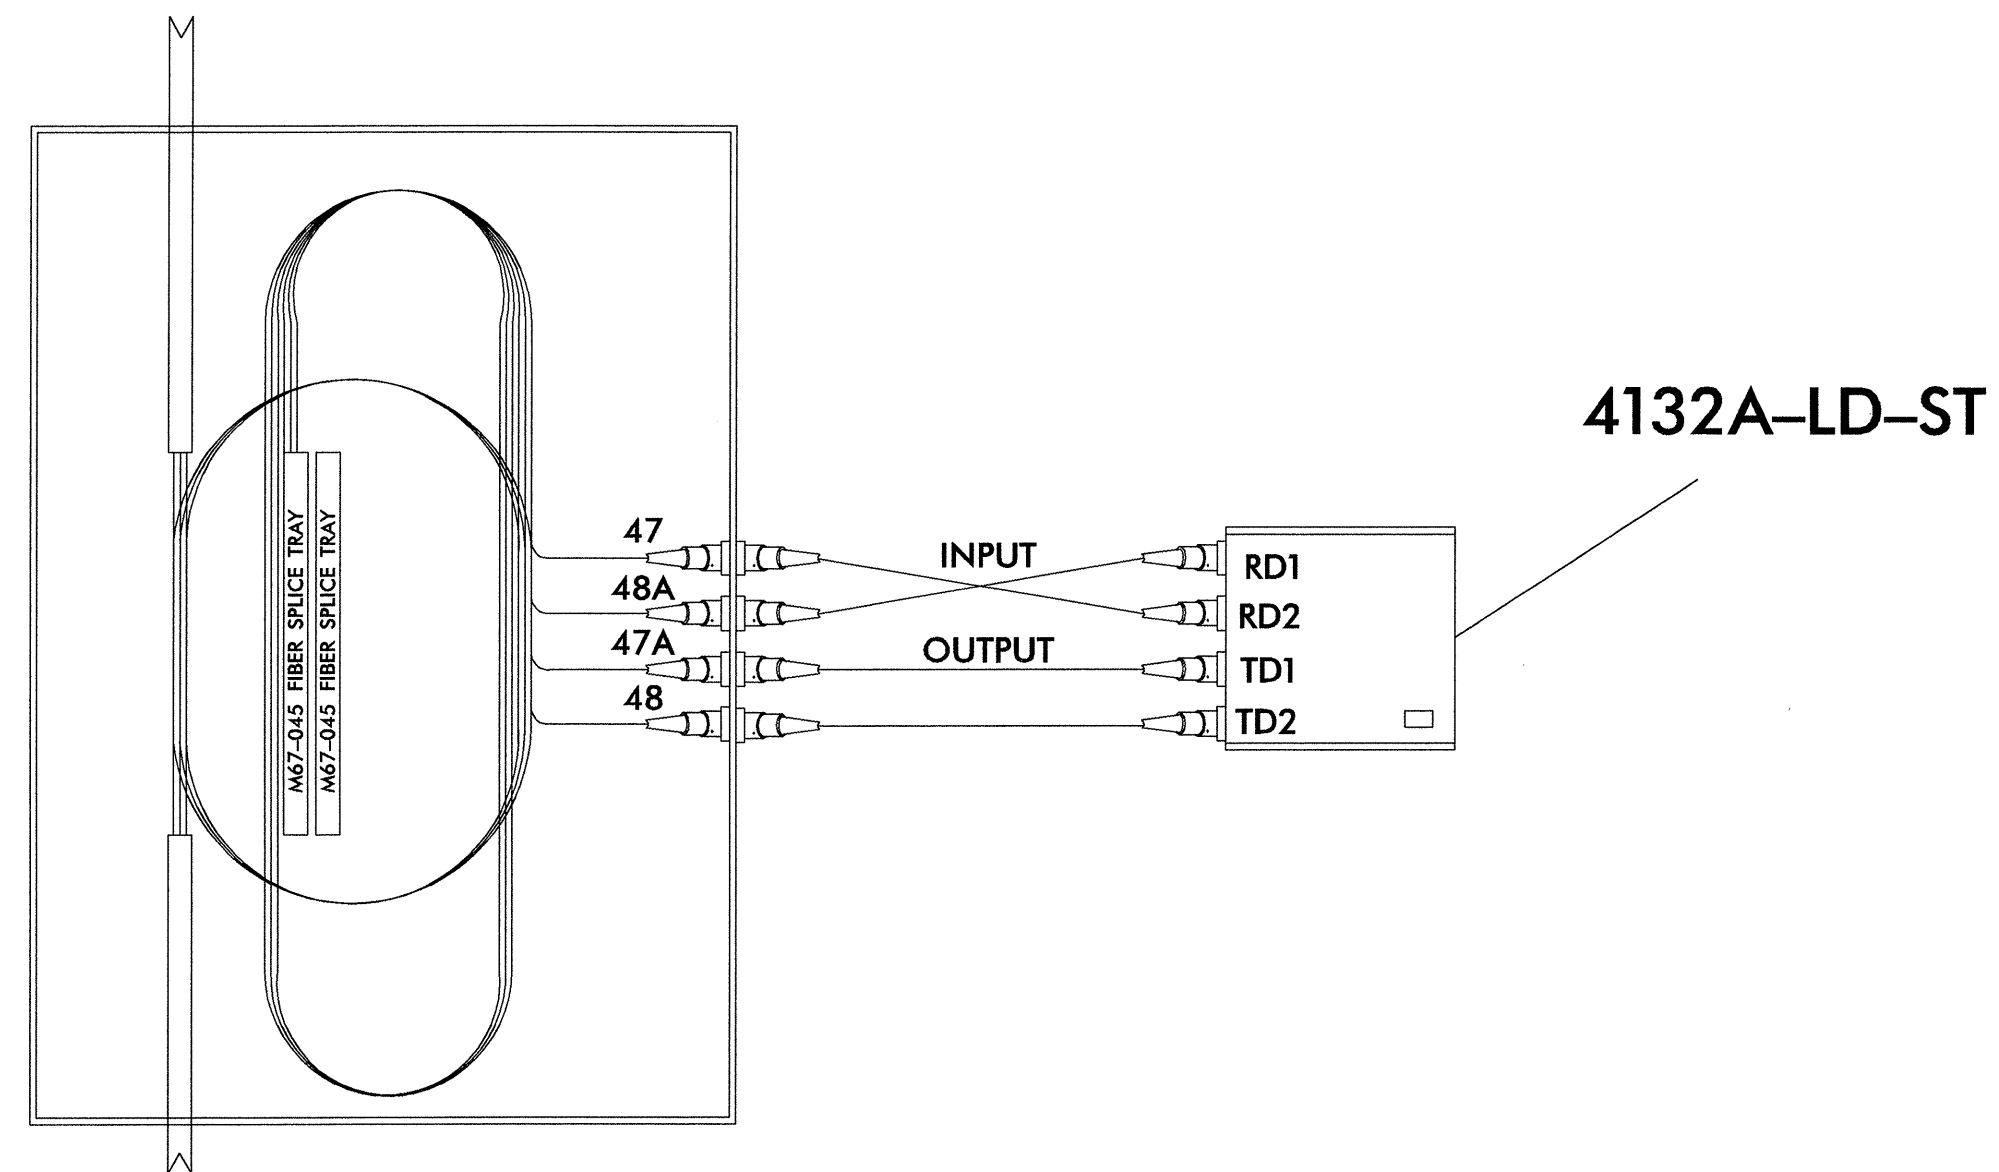 4132A–LD–ST
47
INPUT
RD1
48A
RD2
47A
OUTPUT
TD1
48
TD2
M67–045 FIBER SPLICE TRAY
M67–045 FIBER SPLICE TRAY